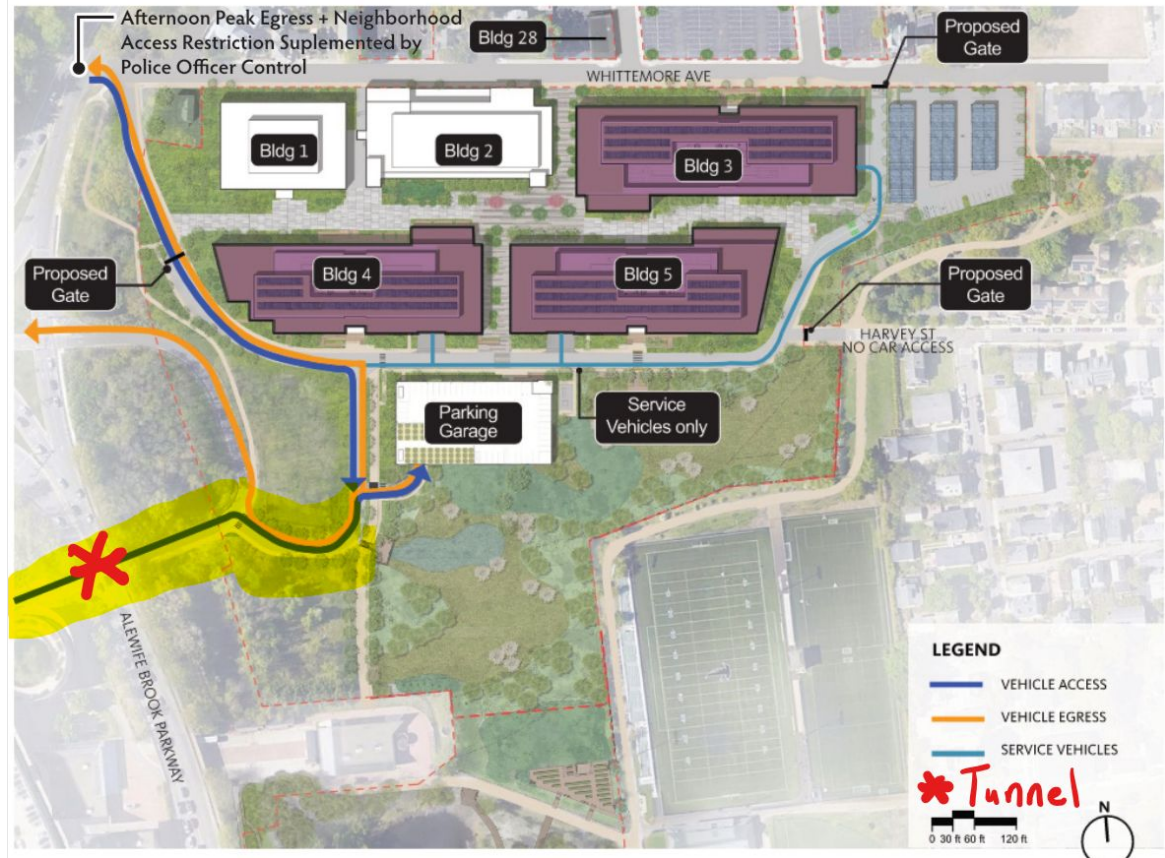 Afternoon Peak Egress + Neighborhood
Access Restriction Suplemented by
Police Officer Control
Bldg 28
Proposed
Gate
WHITTEMORE AVE
Bldg 1
Bldg 2
Bldg 3
Proposed
Gate
Bldg 4
Bldg 5
Proposed
Gate
HARVEY ST
NO CAR ACCESS
Parking
Garage
Service
Vehicles only
ALEWIFE BROOK PARKWAY
LEGEND
VEHICLE ACCESS
VEHICLE EGRESS
SERVICE VEHICLES
* Tunnel
0 30 ft 60 ft 120 ft
N